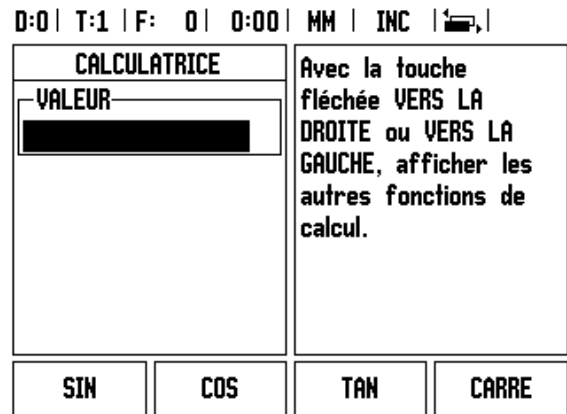 D:0| T:1 |F: 0| 0:00| MM | INC
CALCULATRICE
VALEUR
Avec la touche
fléchée VERS LA
DROITE ou VERS LA
GAUCHE, afficher les
autres fonctions de
calcul.
SIN
COS
TAN
CARRE